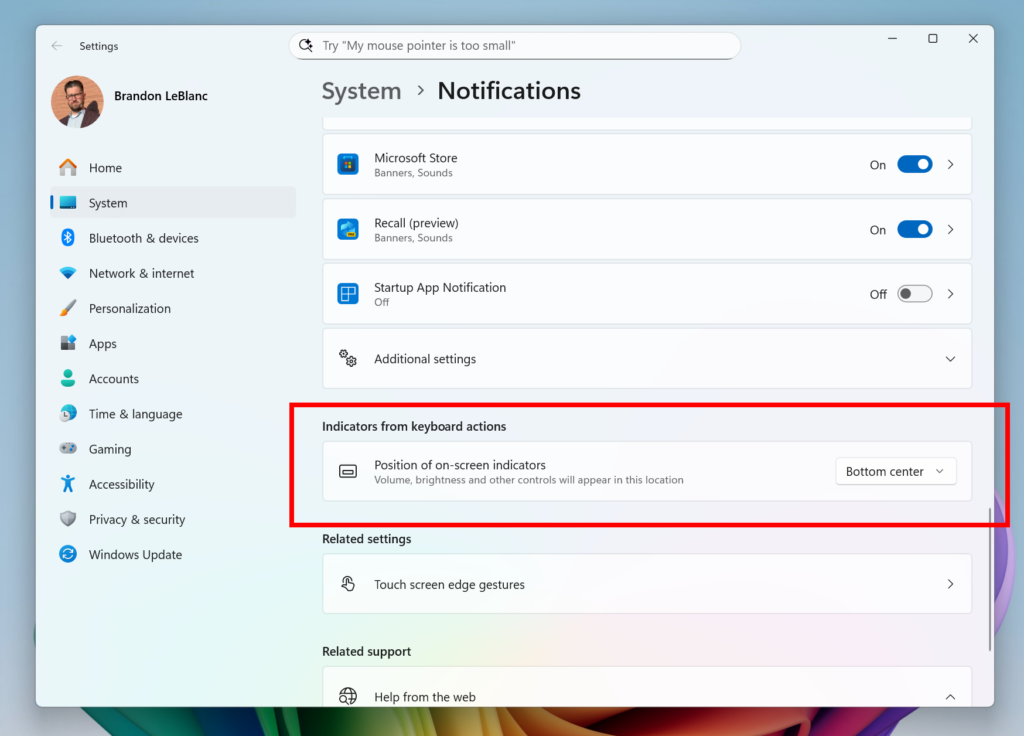 Settings
Try "My mouse pointer is too small"
Brandon LeBlanc
Home
System
Bluetooth & devices
Network & internet
Personalization
Apps
Accounts
Time & language
Gaming
Accessibility
Privacy & security
Windows Update
System > Notifications
Microsoft Store
Banners, Sounds
On
Recall (preview)
Banners, Sounds
On
Startup App Notification
Off
Off
Additional settings
Indicators from keyboard actions
Position of on-screen indicators
Volume, brightness and other controls will appear in this location
Bottom center
Related settings
Touch screen edge gestures
Related support
Help from the web